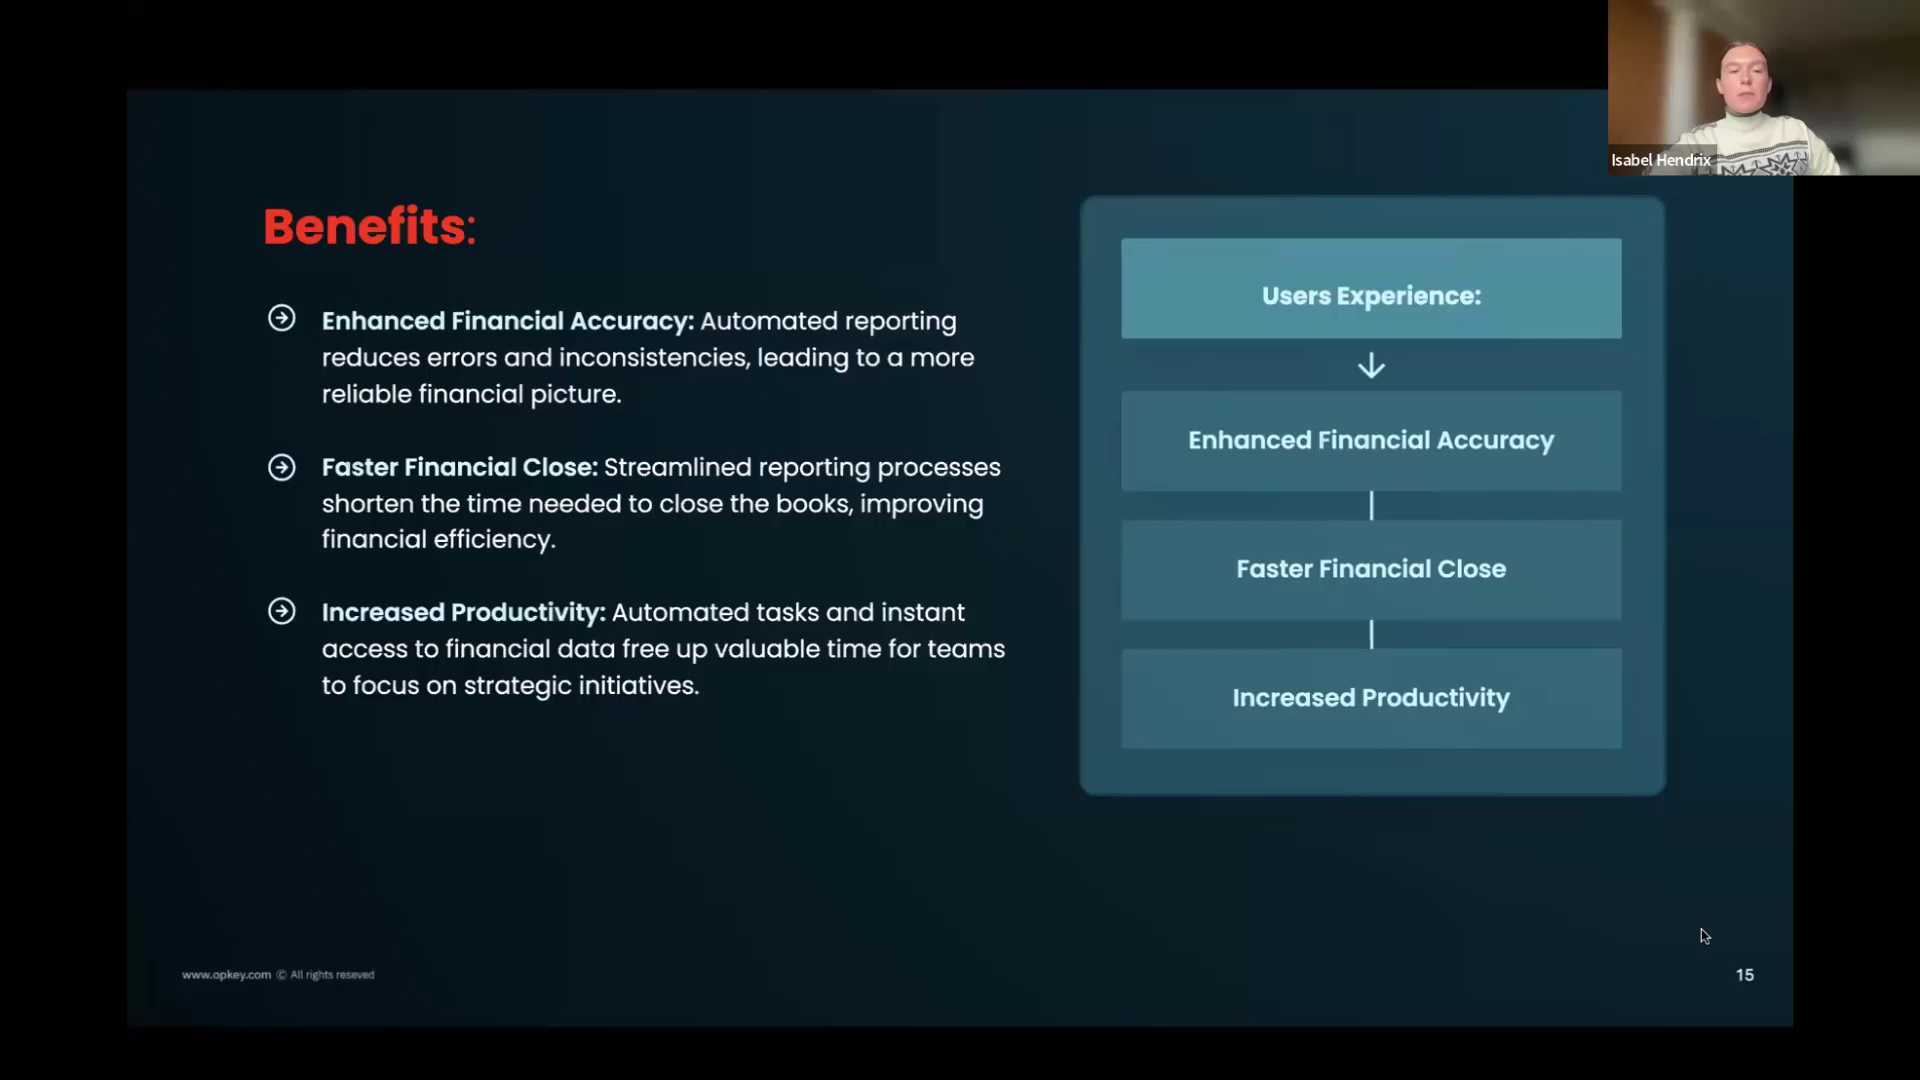 Isabel Hendrix
Benefits:
Enhanced Financial Accuracy: Automated reporting
reduces errors and inconsistencies, leading to a more
reliable financial picture.
Faster Financial Close: Streamlined reporting processes
shorten the time needed to close the books, improving
financial efficiency.
Increased Productivity: Automated tasks and instant
access to financial data free up valuable time for teams
to focus on strategic initiatives.
Users Experience:
Enhanced Financial Accuracy
Faster Financial Close
Increased Productivity
www.opkey.com © All rights reseved
15